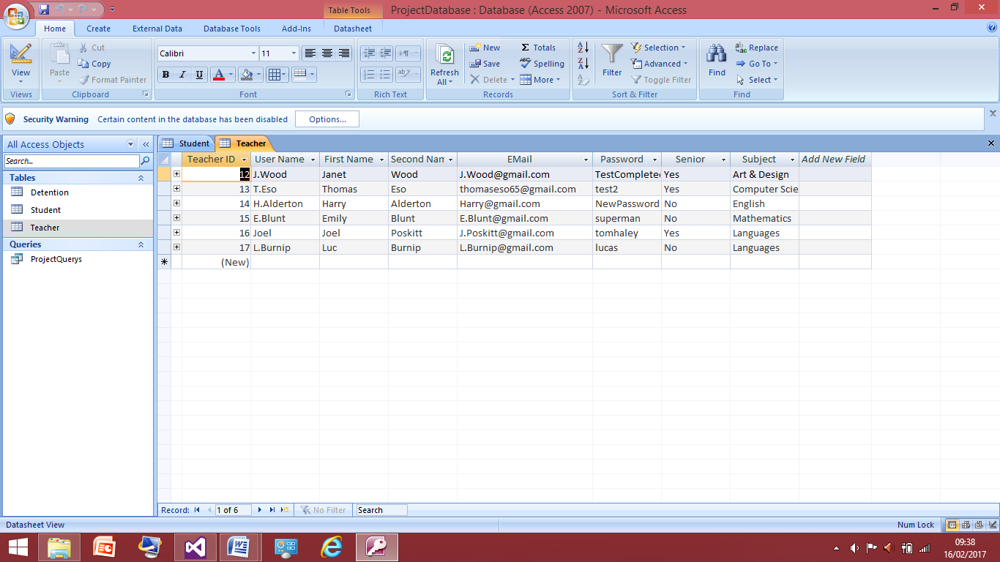 Table Tools ProjectDatabase : Database (Access 2007) - Microsoft Access
Home Create External Data Database Tools Add-Ins Datasheet
View
Views
Paste Cut
Copy
Format Painter
Clipboard
Calibri 11
B I U A
Font
Rich Text
Refresh All
New Totals
Save Spelling
Delete More
Records
Filter Selection
Advanced
Toggle Filter
Sort & Filter
Find Replace
Go To
Select
Find
Security Warning Certain content in the database has been disabled Options...
All Access Objects
Search...
Tables
Detention
Student
Teacher
Queries
ProjectQuerys
Student Teacher
Teacher ID User Name First Name Second Nam EMail Password Senior Subject Add New Field
12 J.Wood Janet Wood J.Wood@gmail.com TestCompleted Yes Art & Design
13 T.Eso Thomas Eso thomaseso65@gmail.com test2 Yes Computer Scie
14 H.Alderton Harry Alderton Harry@gmail.com NewPassword No English
15 E.Blunt Emily Blunt E.Blunt@gmail.com superman No Mathematics
16 Joel Joel Poskitt J.Poskitt@gmail.com tomhaley Yes Languages
17 L.Burnip Luc Burnip L.Burnip@gmail.com lucas No Languages
(New)
Record: 1 of 6 No Filter Search
Datasheet View Num Lock
09:38
16/02/2017